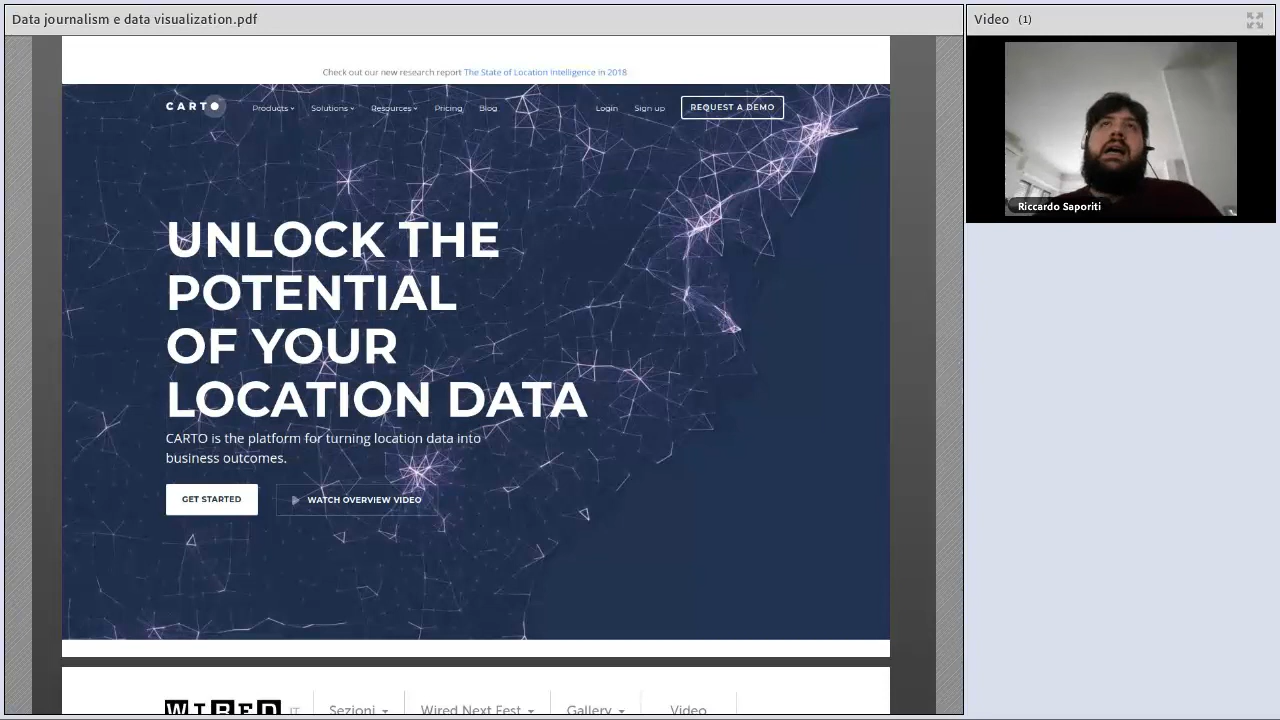 Data journalism e data visualization.pdf
Video (1)
Riccardo Saporiti
Check out our new research report The State of Location Intelligence in 2018
CARTO
Products
Solutions
Resources
Pricing
Blog
Login
Sign up
REQUEST A DEMO
UNLOCK THE
POTENTIAL
OF YOUR
LOCATION DATA
CARTO is the platform for turning location data into
business outcomes.
GET STARTED
WATCH OVERVIEW VIDEO
WIRED.IT
Sezioni
Wired Next Fest
Gallery
Video